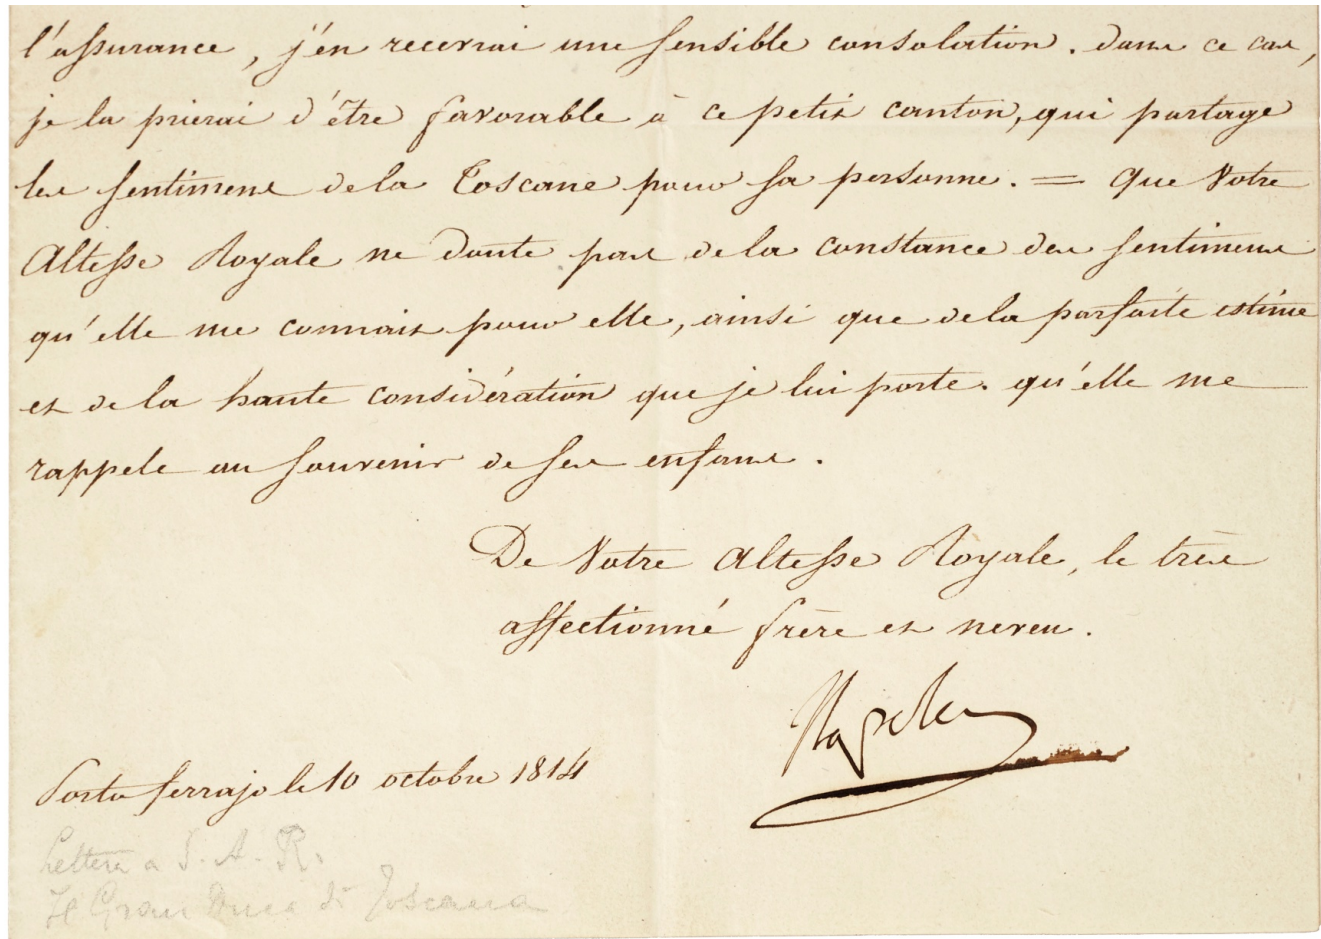 l'assurance, j'en recevrai une sensible consolation. dans ce cas,
je la prierai d'être favorable à ce petit canton, qui partage
les sentimens de la Toscane pour sa personne. = Que Votre
Altesse Royale ne doute pas de la constance des sentimens
qu'elle me connait pour elle, ainsi que de la parfaite estime
et de la haute considération que je lui porte. qu'elle me
rappele au souvenir de ses enfans.
De Votre Altesse Royale, le très
affectionné frère et neveu.
Napoleon
Porto ferrajo le 10 octobre 1814
Lettera a S. A. R.
Il Gran Duca di Toscana